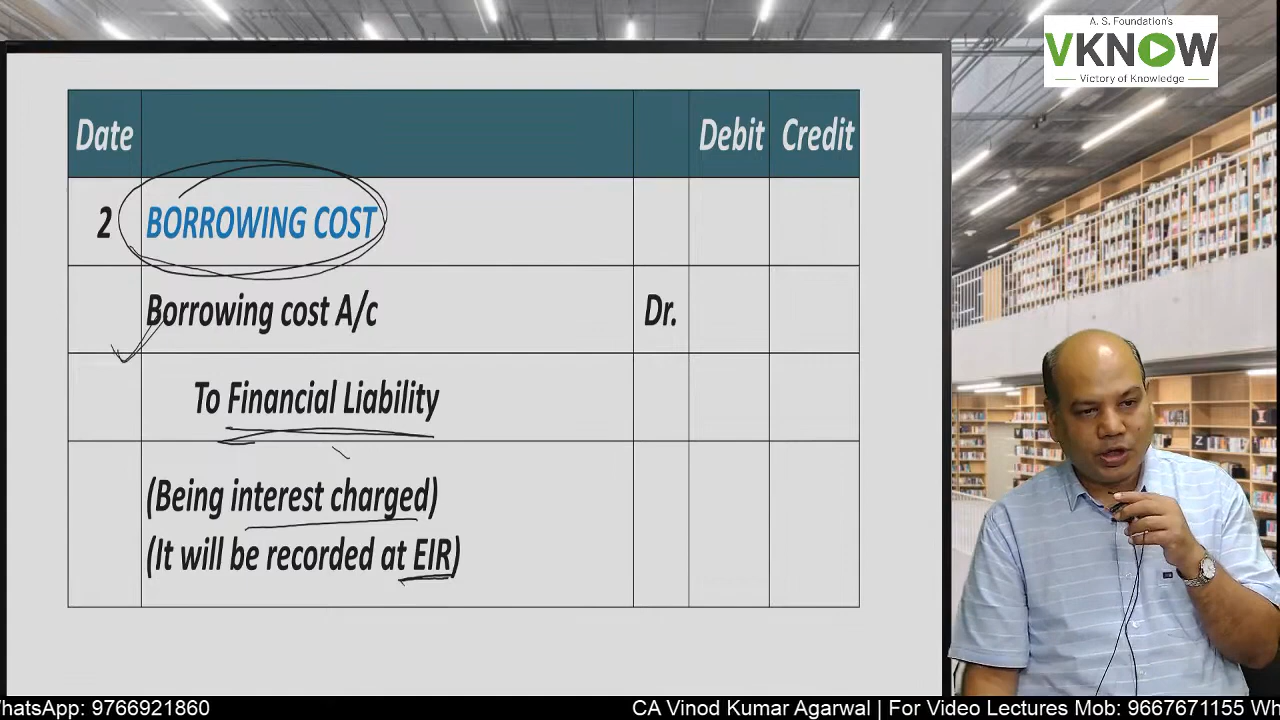 A. S. Foundation's
VKNOW
Victory of Knowledge
Date Debit Credit
2 BORROWING COST
Borrowing cost A/c Dr.
To Financial Liability
(Being interest charged)
(It will be recorded at EIR)
hatsApp: 9766921860 CA Vinod Kumar Agarwal | For Video Lectures Mob: 9667671155 Wh